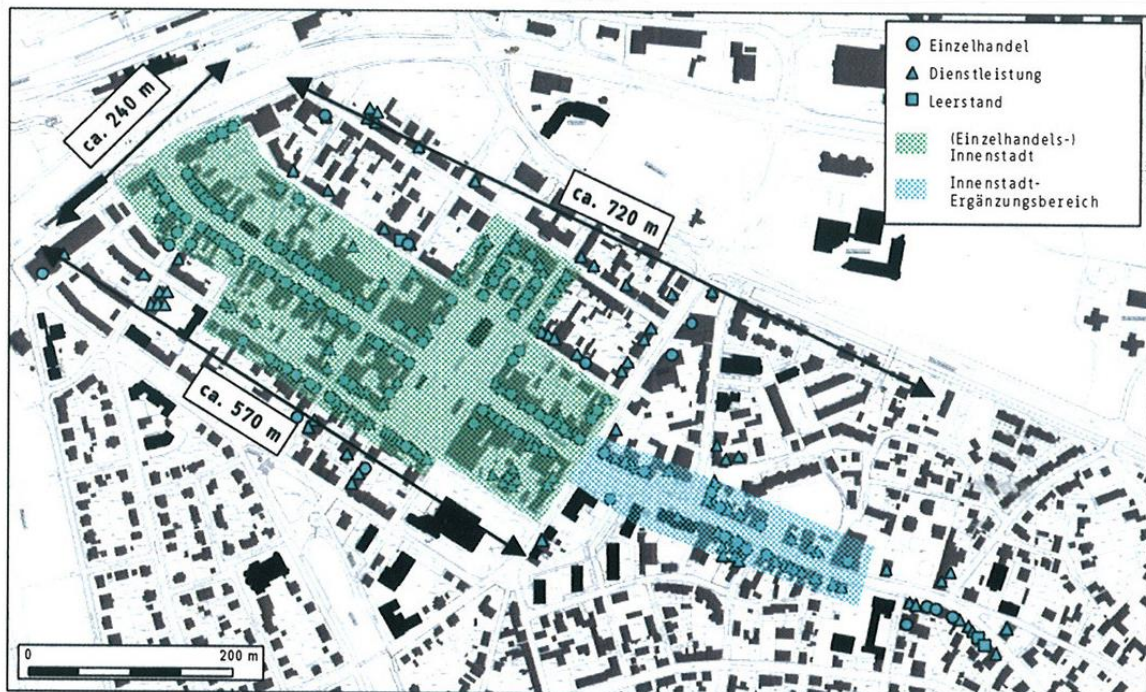 Einzelhandel
Dienstleistung
Leerstand
(Einzelhandels-)
Innenstadt
Innenstadt-
Ergänzungsbereich
ca. 240 m
ca. 720 m
ca. 570 m
0
200 m